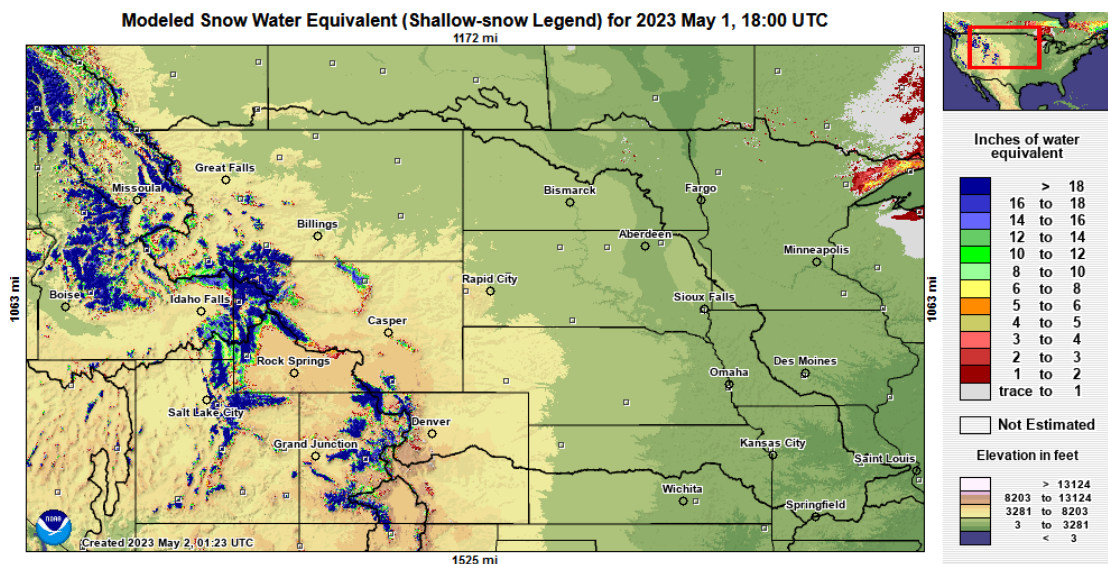 Modeled Snow Water Equivalent (Shallow-snow Legend) for 2023 May 1, 18:00 UTC
1172 mi
1063 mi
Great Falls
Missoula
Billings
Bismarck
Fargo
Aberdeen
Minneapolis
Boise
Idaho Falls
Rapid City
Sioux Falls
Casper
Rock Springs
Des Moines
Omaha
Salt Lake City
Denver
Grand Junction
Kansas City
Saint Louis
Wichita
Springfield
1063 mi
NOAA
Created 2023 May 2, 01:23 UTC
1525 mi
Inches of water
equivalent
> 18
16 to 18
14 to 16
12 to 14
10 to 12
8 to 10
6 to 8
5 to 6
4 to 5
3 to 4
2 to 3
1 to 2
trace to 1
Not Estimated
Elevation in feet
> 13124
8203 to 13124
3281 to 8203
3 to 3281
< 3